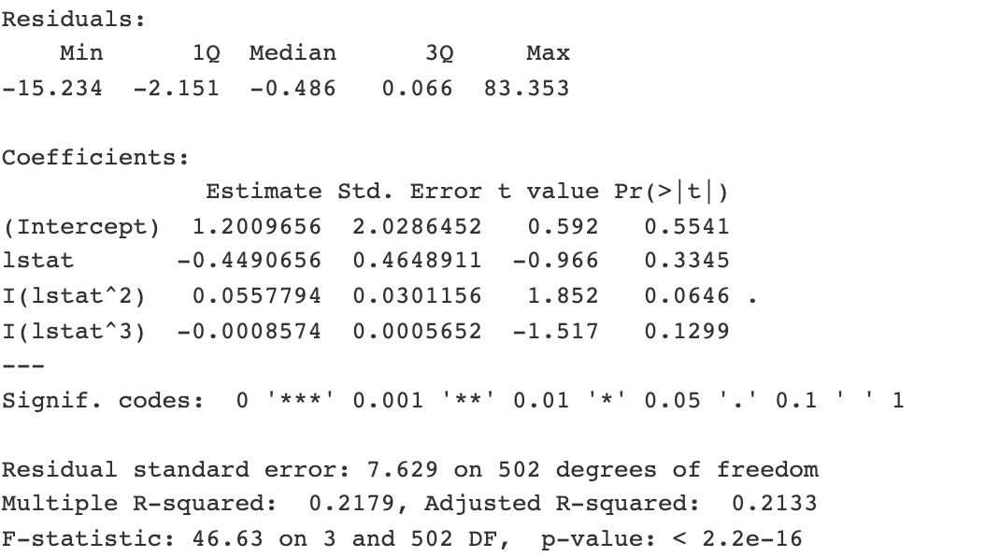 Residuals:
    Min      1Q  Median      3Q     Max
-15.234  -2.151  -0.486   0.066  83.353
Coefficients:
              Estimate Std. Error t value Pr(>|t|)
(Intercept)  1.2009656  2.0286452   0.592   0.5541
lstat       -0.4490656  0.4648911  -0.966   0.3345
I(lstat^2)   0.0557794  0.0301156   1.852   0.0646 .
I(lstat^3)  -0.0008574  0.0005652  -1.517   0.1299
---
Signif. codes:  0 '***' 0.001 '**' 0.01 '*' 0.05 '.' 0.1 ' ' 1
Residual standard error: 7.629 on 502 degrees of freedom
Multiple R-squared:  0.2179, Adjusted R-squared:  0.2133
F-statistic: 46.63 on 3 and 502 DF,  p-value: < 2.2e-16